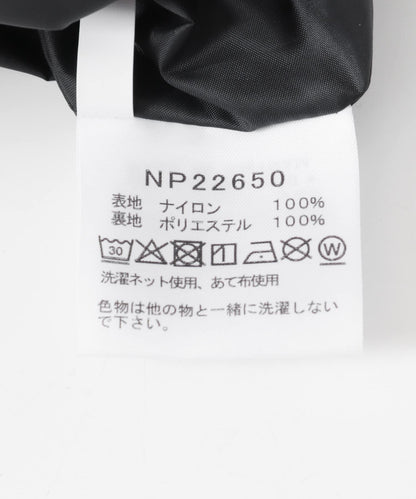 NP22650
表地 ナイロン 100%
裏地 ポリエステル 100%
30 W
洗濯ネット使用、あて布使用
色物は他の物と一緒に洗濯しない
で下さい。